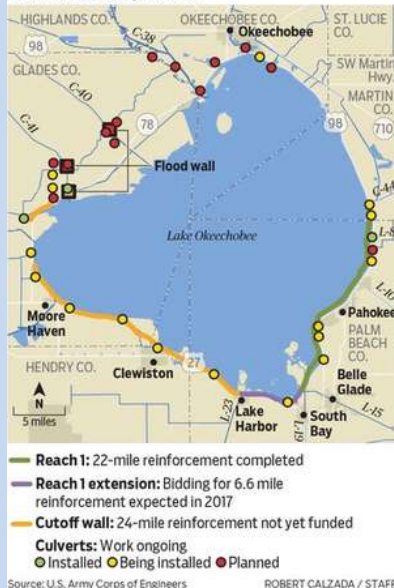 HIGHLANDS CO.
OKEECHOBEE CO.
ST. LUCIE
CO.
98
C-38
Okeechobee
GLADES CO.
SW Martin
Hwy.
C-40
MARTIN
CO.
C-41
78
98
710
Flood wall
C-44
Lake Okeechobee
L-8
L-10
Moore
Haven
Pahokee
PALM
BEACH
CO.
HENDRY CO.
Clewiston
27
Belle
Glade
N
5 miles
L-23
Lake
Harbor
L-19
South
Bay
L-15
Reach 1: 22-mile reinforcement completed
Reach 1 extension: Bidding for 6.6 mile
reinforcement expected in 2017
Cutoff wall: 24-mile reinforcement not yet funded
Culverts: Work ongoing
Installed Being installed Planned
Source: U.S. Army Corps of Engineers
ROBERT CALZADA / STAFF